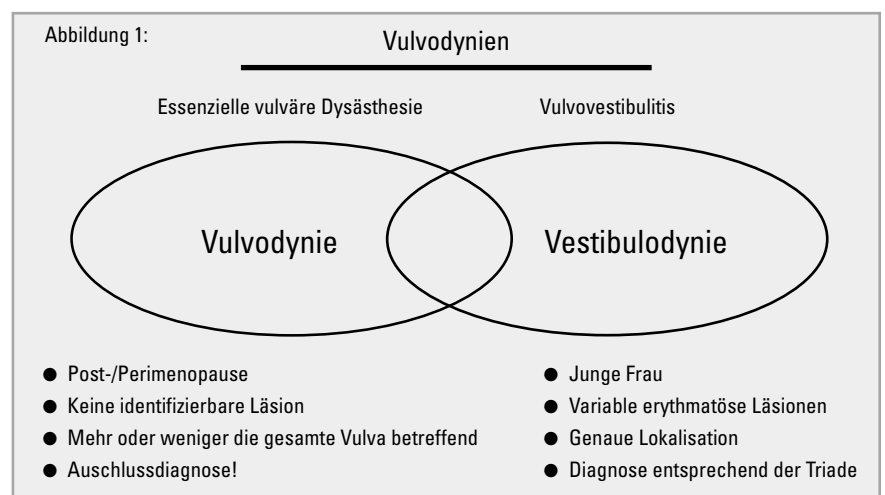 Abbildung 1:
Vulvodynien
Essenzielle vulväre Dysästhesie
Vulvovestibulitis
Vulvodynie
Vestibulodynie
● Post-/Perimenopause
● Keine identifizierbare Läsion
● Mehr oder weniger die gesamte Vulva betreffend
● Auschlussdiagnose!
● Junge Frau
● Variable erythmatöse Läsionen
● Genaue Lokalisation
● Diagnose entsprechend der Triade